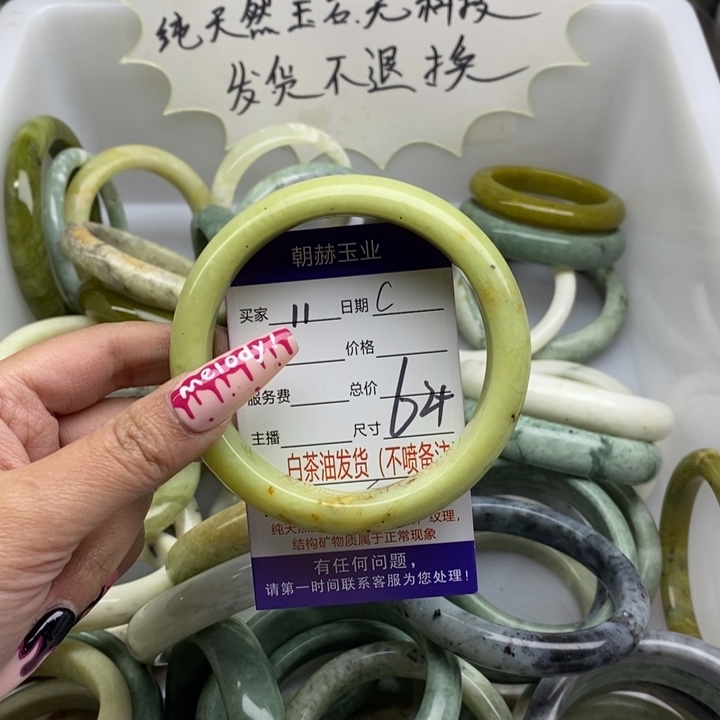 纯天然玉石.无科技
发货不退换
朝赫玉业
买家 11 日期 C
价格
服务费 总价
主播 尺寸 64
白茶油发货(不喷备注
纹理,
结构矿物质属于正常现象
有任何问题,
请第一时间联系客服为您处理!
melody!